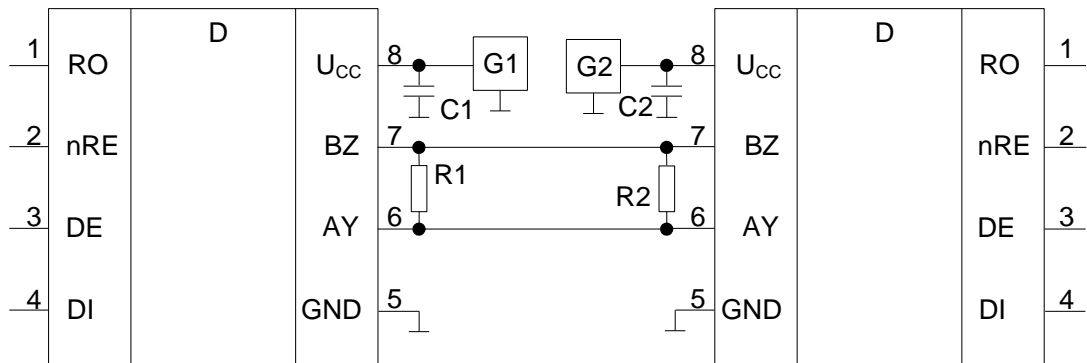 D D
1 RO U_CC 8 G1 G2 8 U_CC RO 1
C1 C2
2 nRE BZ 7 7 BZ nRE 2
R1 R2
3 DE AY 6 6 AY DE 3
4 DI GND 5 5 GND DI 4